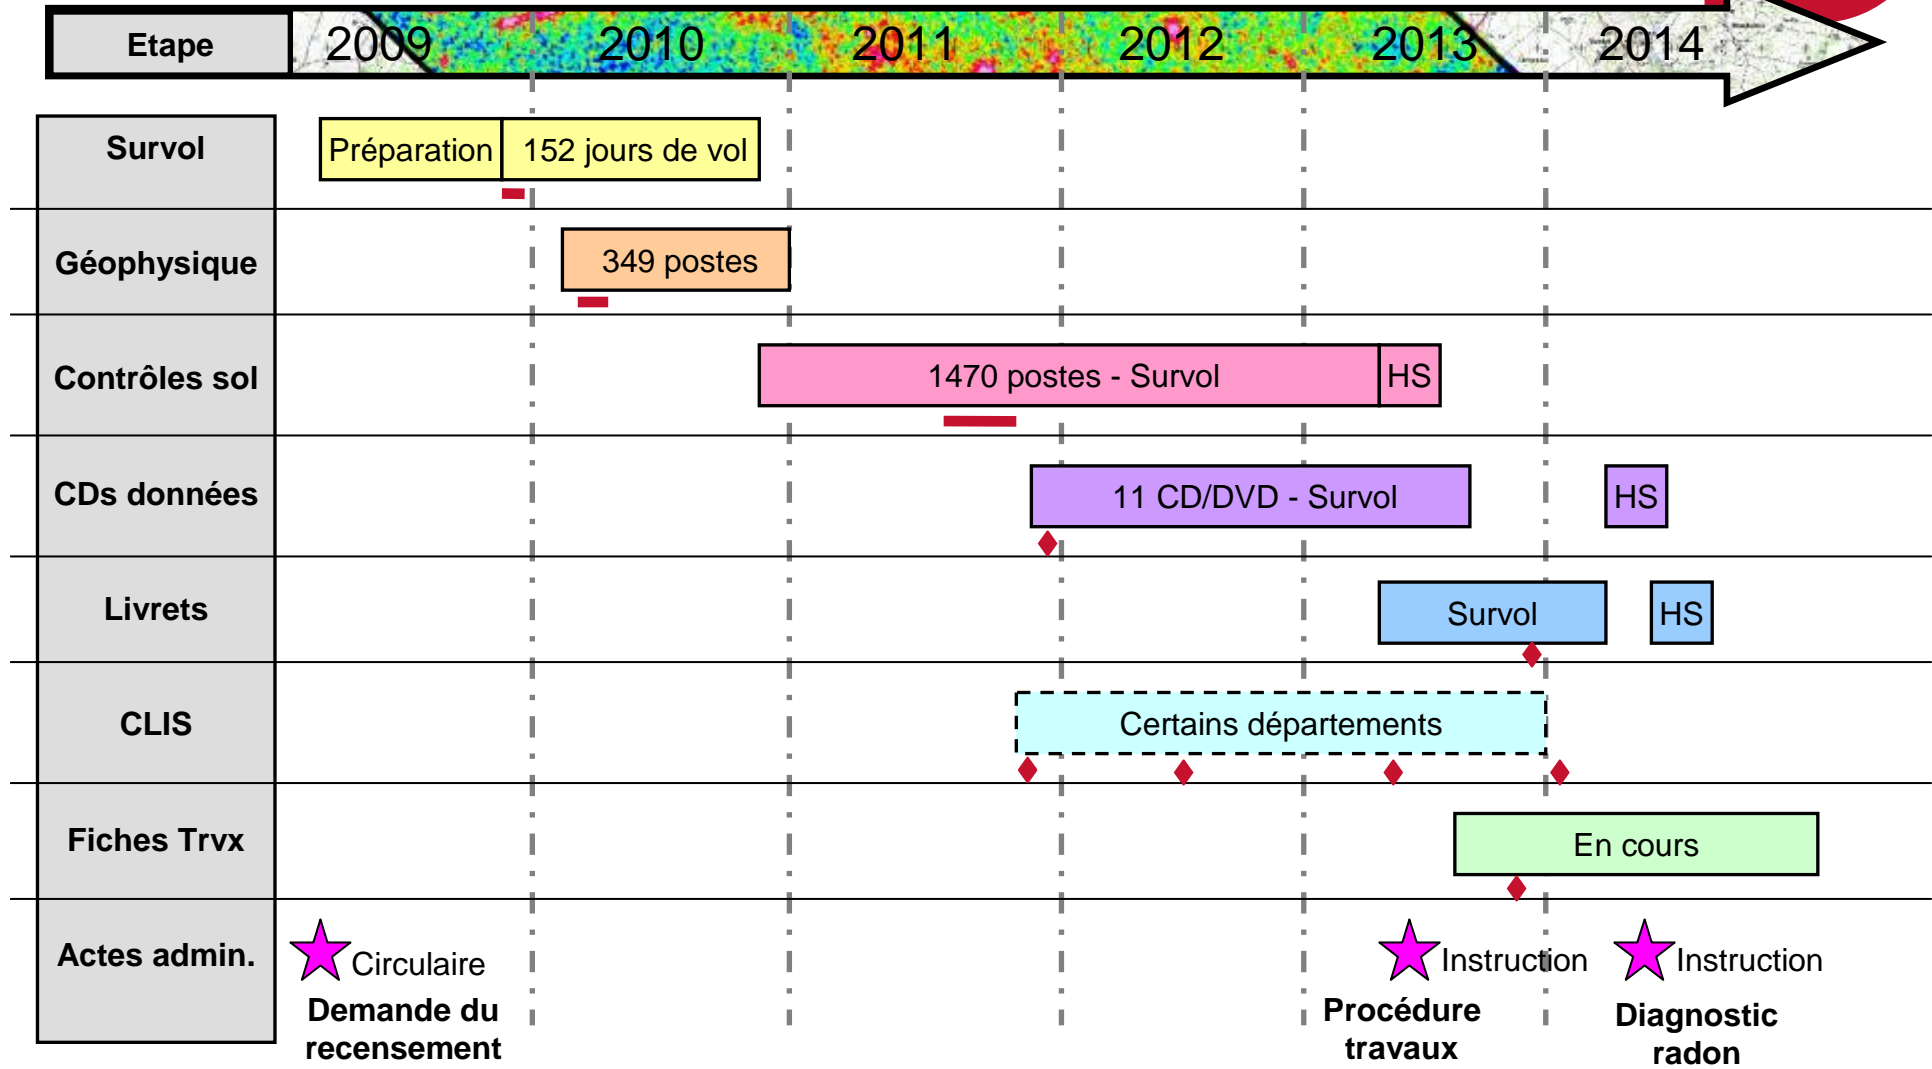 Etape
2009 2010 2011 2012 2013 2014
Survol
Préparation 152 jours de vol
Géophysique
349 postes
Contrôles sol
1470 postes - Survol HS
CDs données
11 CD/DVD - Survol HS
Livrets
Survol HS
CLIS
Certains départements
Fiches Trvx
En cours
Actes admin.
Circulaire Instruction Instruction
Demande du
recensement
Procédure
travaux
Diagnostic
radon